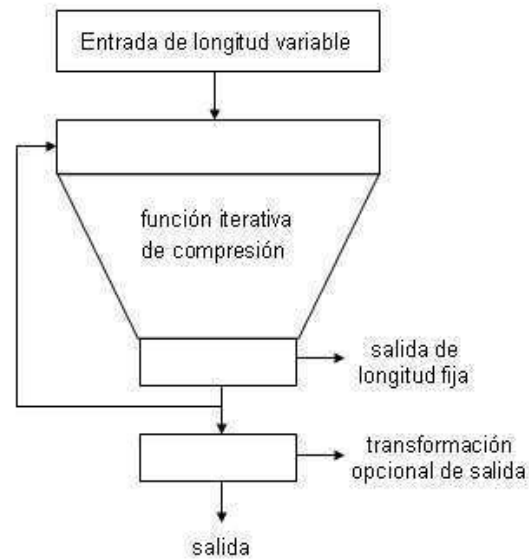 Entrada de longitud variable
función iterativa
de compresión
salida de
longitud fija
transformación
opcional de salida
salida